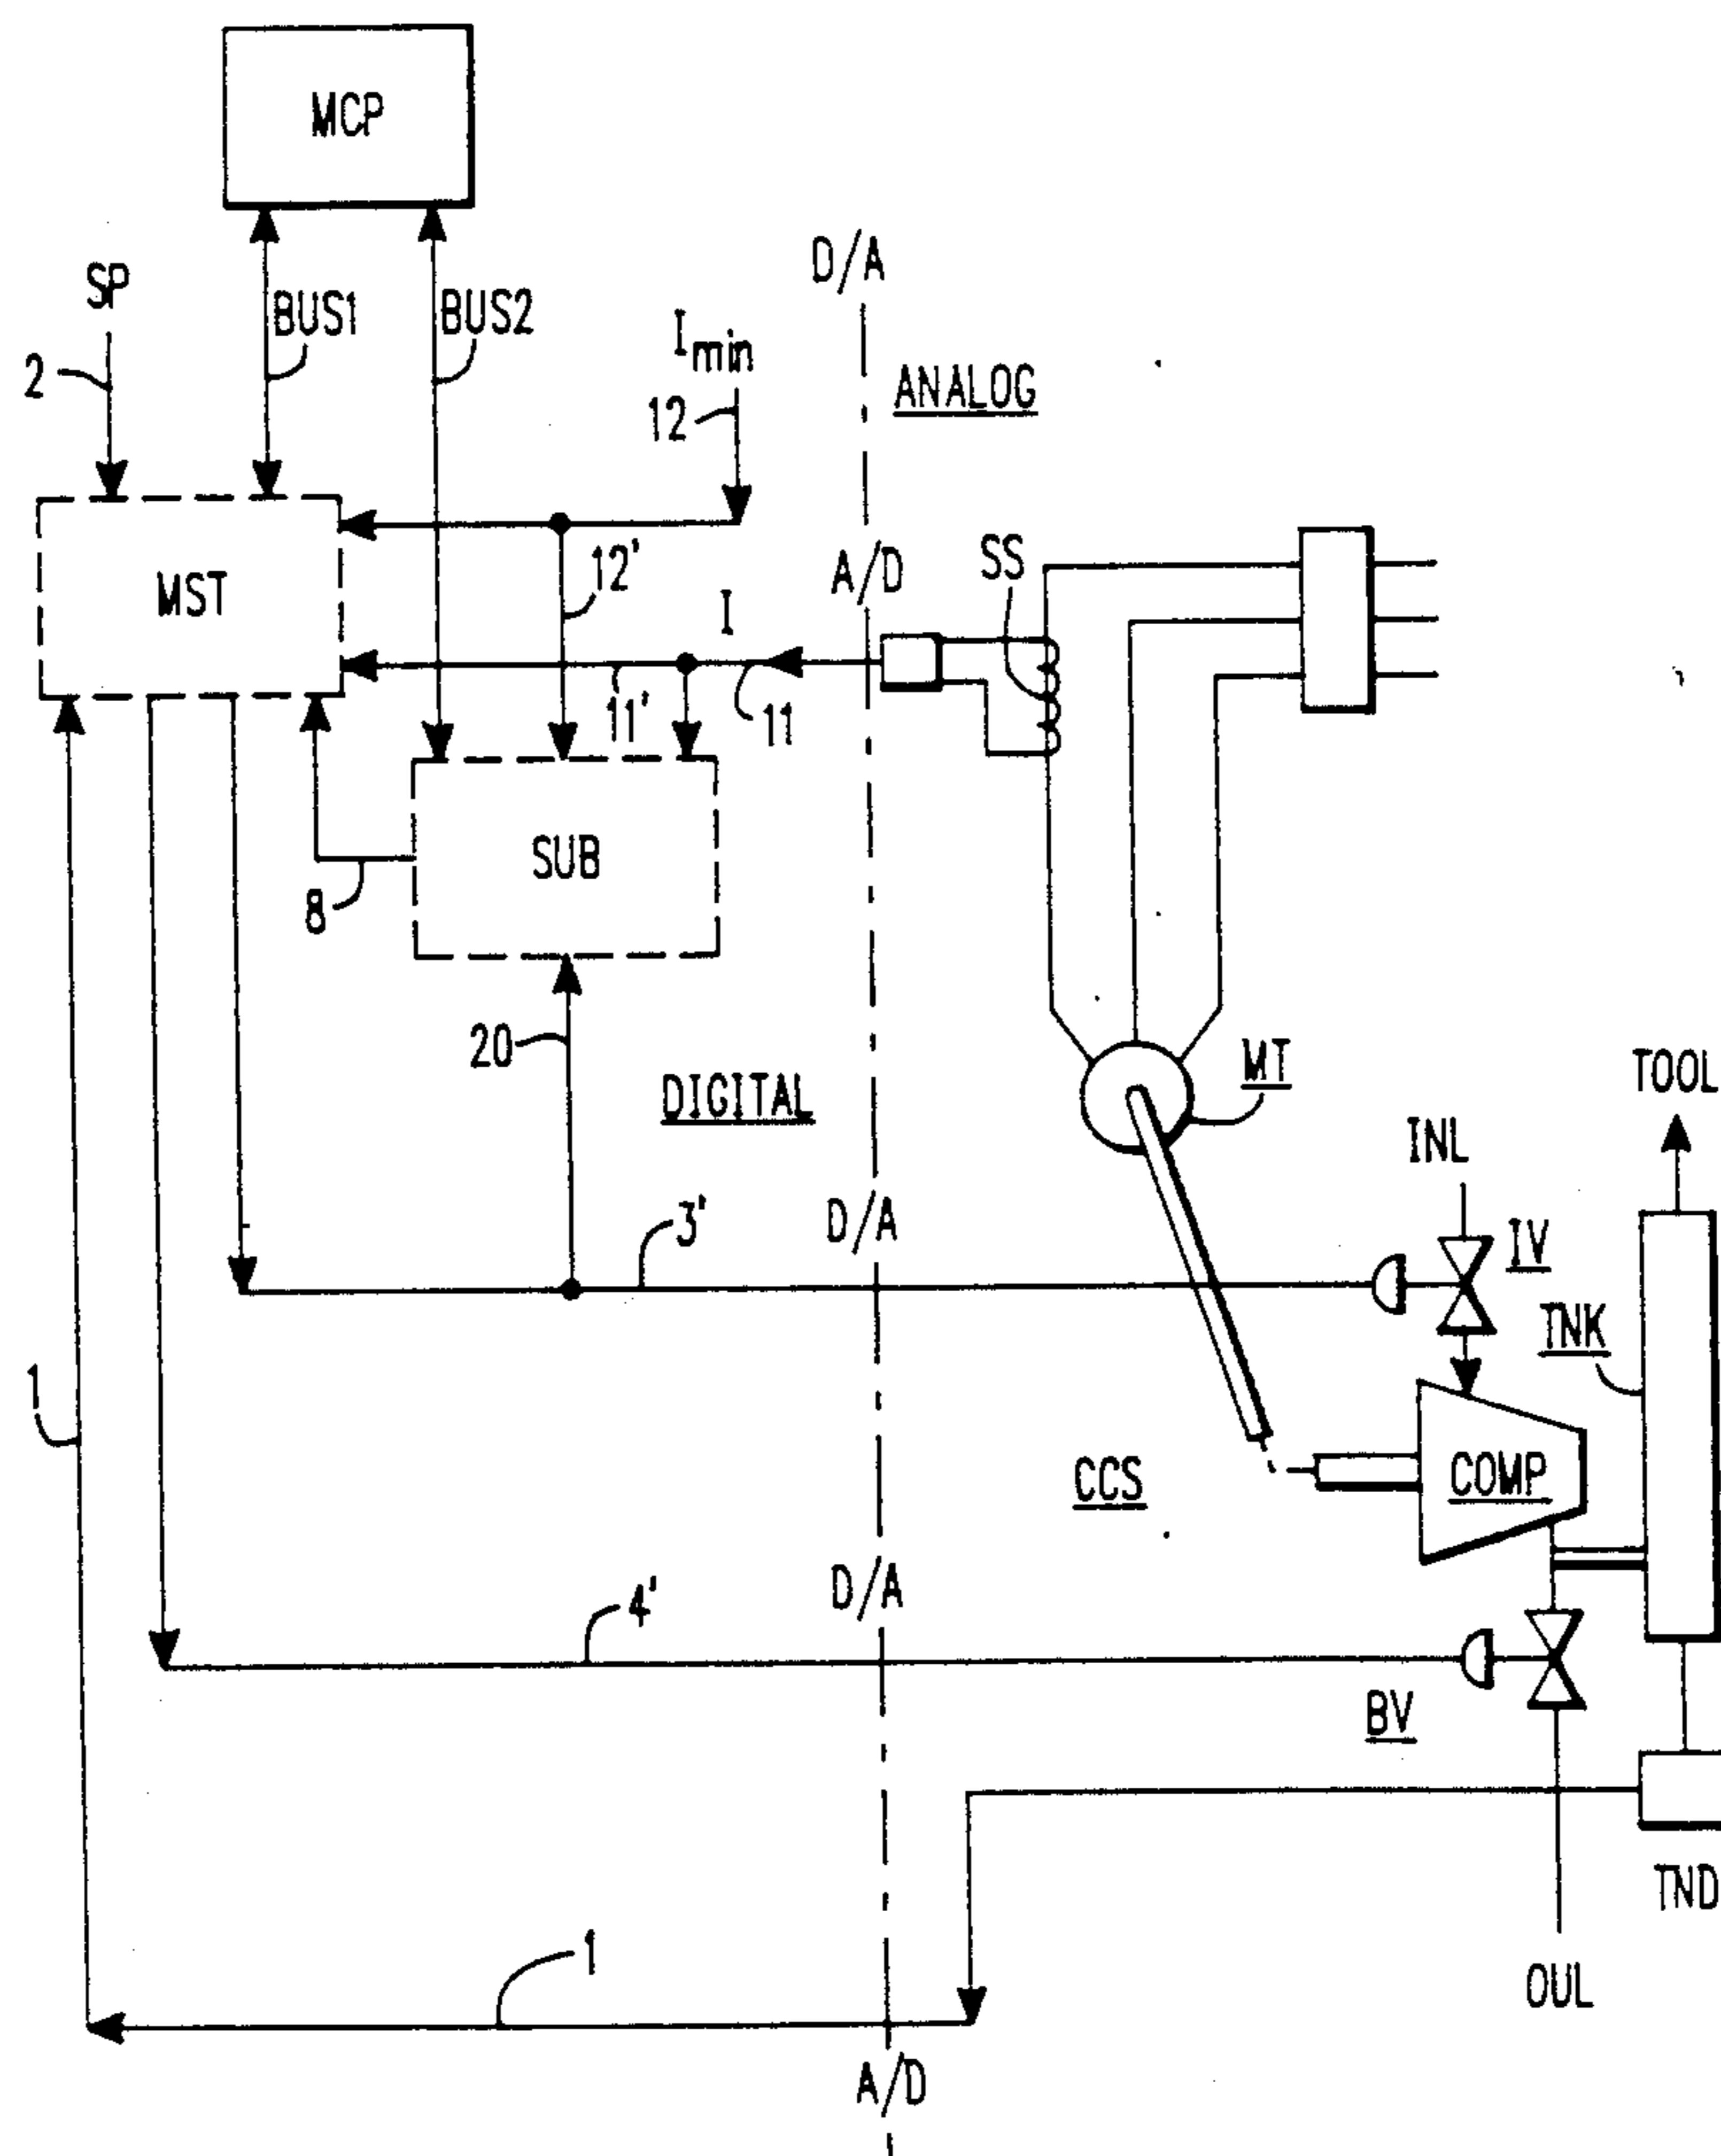 MCP
D/A
SP
BUS1
BUS2
I min
2
12
ANALOG
MST
12'
I
A/D
SS
11'
11
8
SUB
20
DIGITAL
MT
TOOL
INL
3'
D/A
IV
TNK
1
CCS
COMP
4'
D/A
BV
TND
1
OUL
A/D